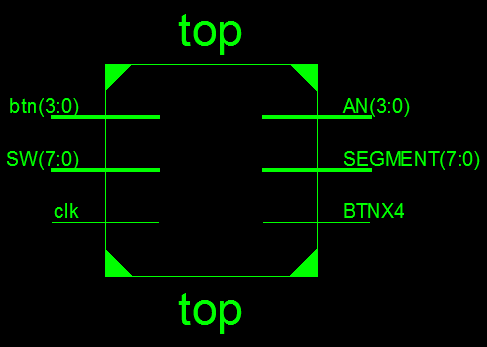 top
btn(3:0)
AN(3:0)
SW(7:0)
SEGMENT(7:0)
clk
BTNX4
top